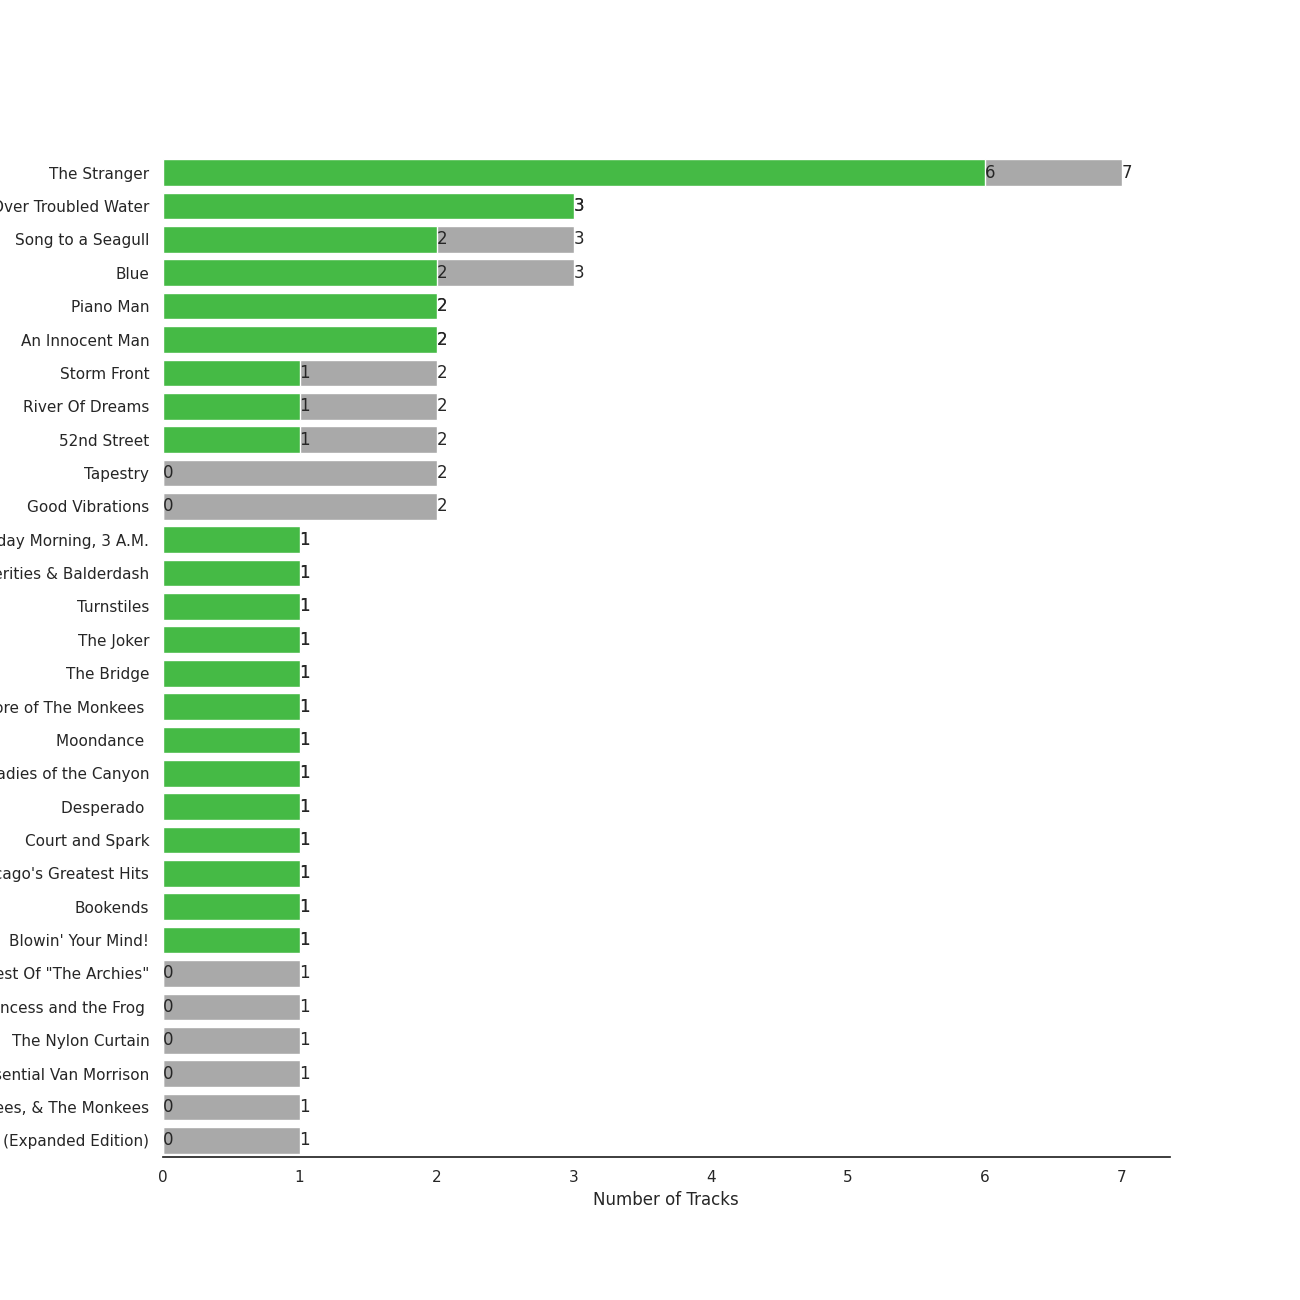 The Stranger 6 7
Over Troubled Water 3
Song to a Seagull 2 3
Blue 2 3
Piano Man 2
An Innocent Man 2
Storm Front 1 2
River Of Dreams 1 2
52nd Street 1 2
Tapestry 0 2
Good Vibrations 0 2
day Morning, 3 A.M. 1
erities & Balderdash 1
Turnstiles 1
The Joker 1
The Bridge 1
ore of The Monkees 1
Moondance 1
adies of the Canyon 1
Desperado 1
Court and Spark 1
cago's Greatest Hits 1
Bookends 1
Blowin' Your Mind! 1
est Of "The Archies" 0 1
ncess and the Frog 0 1
The Nylon Curtain 0 1
sential Van Morrison 0 1
ees, & The Monkees 0 1
(Expanded Edition) 0 1
0 1 2 3 4 5 6 7
Number of Tracks